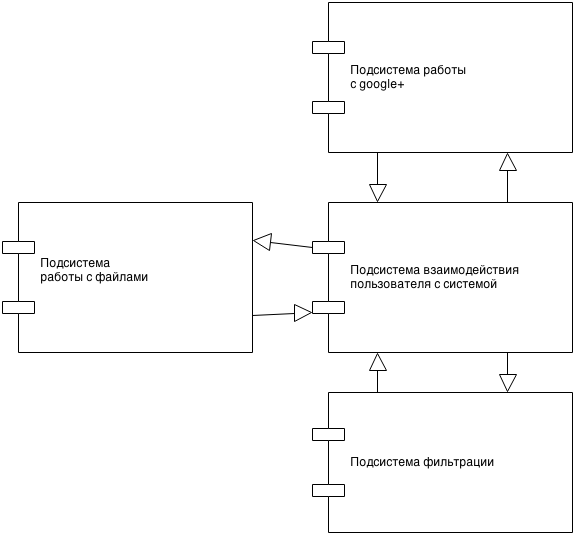 Подсистема работы
с google+
Подсистема
работы с файлами
Подсистема взаимодействия
пользователя с системой
Подсистема фильтрации